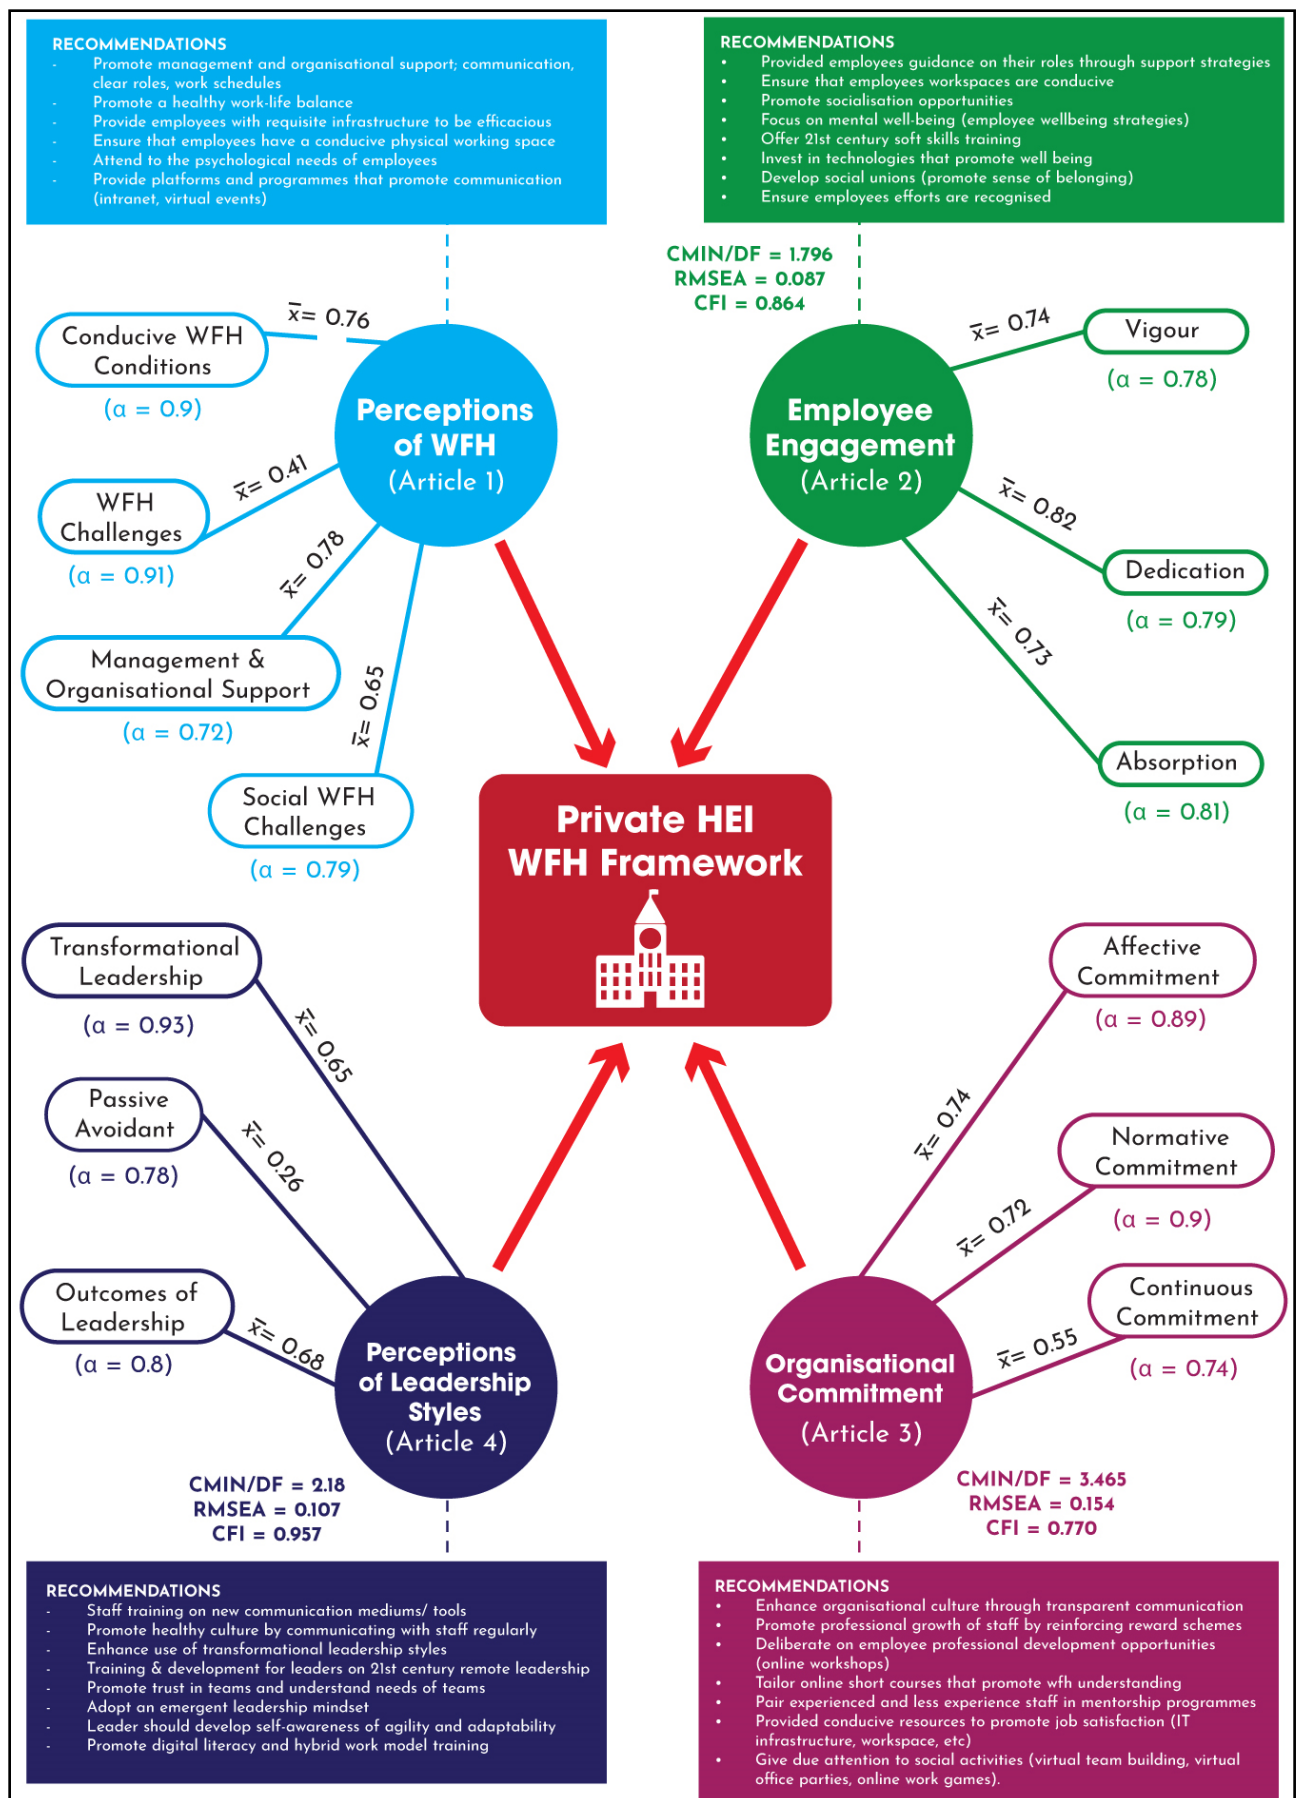 RECOMMENDATIONS
- Promote management and organisational support; communication,
clear roles, work schedules
- Promote a healthy work-life balance
- Provide employees with requisite infrastructure to be efficacious
- Ensure that employees have a conducive physical working space
- Attend to the psychological needs of employees
- Provide platforms and programmes that promote communication
(intranet, virtual events)
RECOMMENDATIONS
• Provided employees guidance on their roles through support strategies
• Ensure that employees workspaces are conducive
• Promote socialisation opportunities
• Focus on mental well-being (employee wellbeing strategies)
• Offer 21st century soft skills training
• Invest in technologies that promote well being
• Develop social unions (promote sense of belonging)
• Ensure employees efforts are recognised
CMIN/DF = 1.796
RMSEA = 0.087
CFI = 0.864
x̅= 0.76
Conducive WFH
Conditions
(α = 0.9)
Perceptions
of WFH
(Article 1)
x̅= 0.41
WFH
Challenges
(α = 0.91)
x̅= 0.78
Management &
Organisational Support
(α = 0.72)
x̅= 0.65
Social WFH
Challenges
(α = 0.79)
Employee
Engagement
(Article 2)
x̅= 0.74
Vigour
(α = 0.78)
x̅= 0.82
Dedication
(α = 0.79)
x̅= 0.73
Absorption
(α = 0.81)
Private HEI
WFH Framework
Transformational
Leadership
(α = 0.93)
x̅= 0.65
Passive
Avoidant
(α = 0.78)
x̅= 0.26
Outcomes of
Leadership
(α = 0.8)
x̅= 0.68
Perceptions
of Leadership
Styles
(Article 4)
CMIN/DF = 2.18
RMSEA = 0.107
CFI = 0.957
Affective
Commitment
(α = 0.89)
x̅= 0.74
Normative
Commitment
(α = 0.9)
x̅= 0.72
Continuous
Commitment
(α = 0.74)
x̅= 0.55
Organisational
Commitment
(Article 3)
CMIN/DF = 3.465
RMSEA = 0.154
CFI = 0.770
RECOMMENDATIONS
- Staff training on new communication mediums/ tools
- Promote healthy culture by communicating with staff regularly
- Enhance use of transformational leadership styles
- Training & development for leaders on 21st century remote leadership
- Promote trust in teams and understand needs of teams
- Adopt an emergent leadership mindset
- Leader should develop self-awareness of agility and adaptability
- Promote digital literacy and hybrid work model training
RECOMMENDATIONS
• Enhance organisational culture through transparent communication
• Promote professional growth of staff by reinforcing reward schemes
• Deliberate on employee professional development opportunities
(online workshops)
• Tailor online short courses that promote wfh understanding
• Pair experienced and less experience staff in mentorship programmes
• Provided conducive resources to promote job satisfaction (IT
infrastructure, workspace, etc)
• Give due attention to social activities (virtual team building, virtual
office parties, online work games).